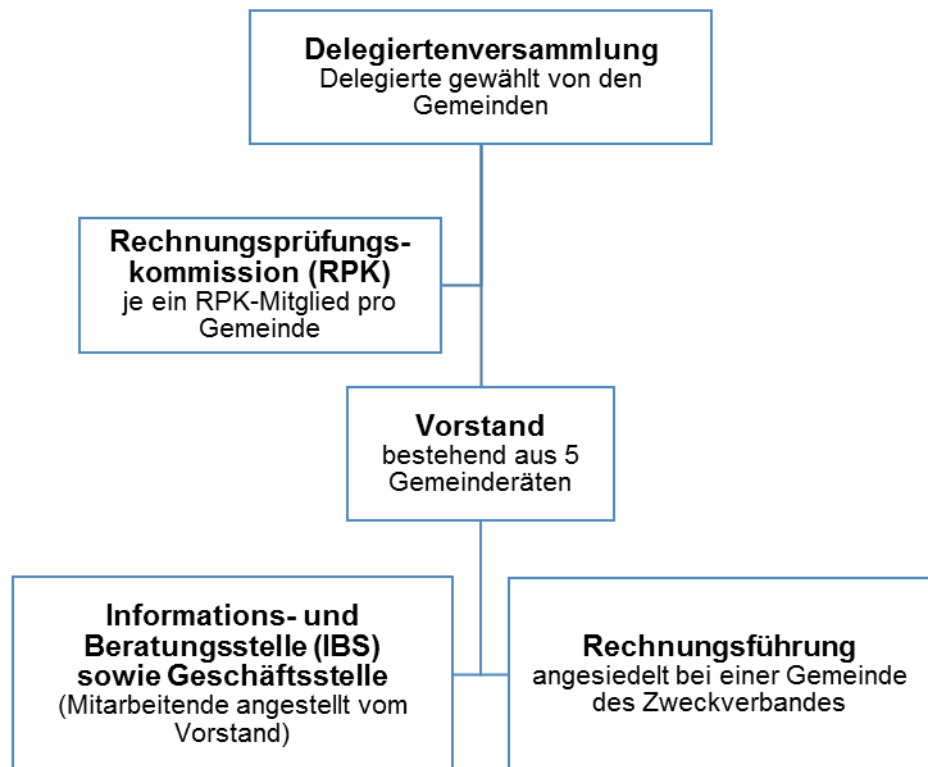 Delegiertenversammlung
Delegierte gewählt von den
Gemeinden
Rechnungsprüfungs-
kommission (RPK)
je ein RPK-Mitglied pro
Gemeinde
Vorstand
bestehend aus 5
Gemeinderäten
Informations- und
Beratungsstelle (IBS)
sowie Geschäftsstelle
(Mitarbeitende angestellt vom
Vorstand)
Rechnungsführung
angesiedelt bei einer Gemeinde
des Zweckverbandes